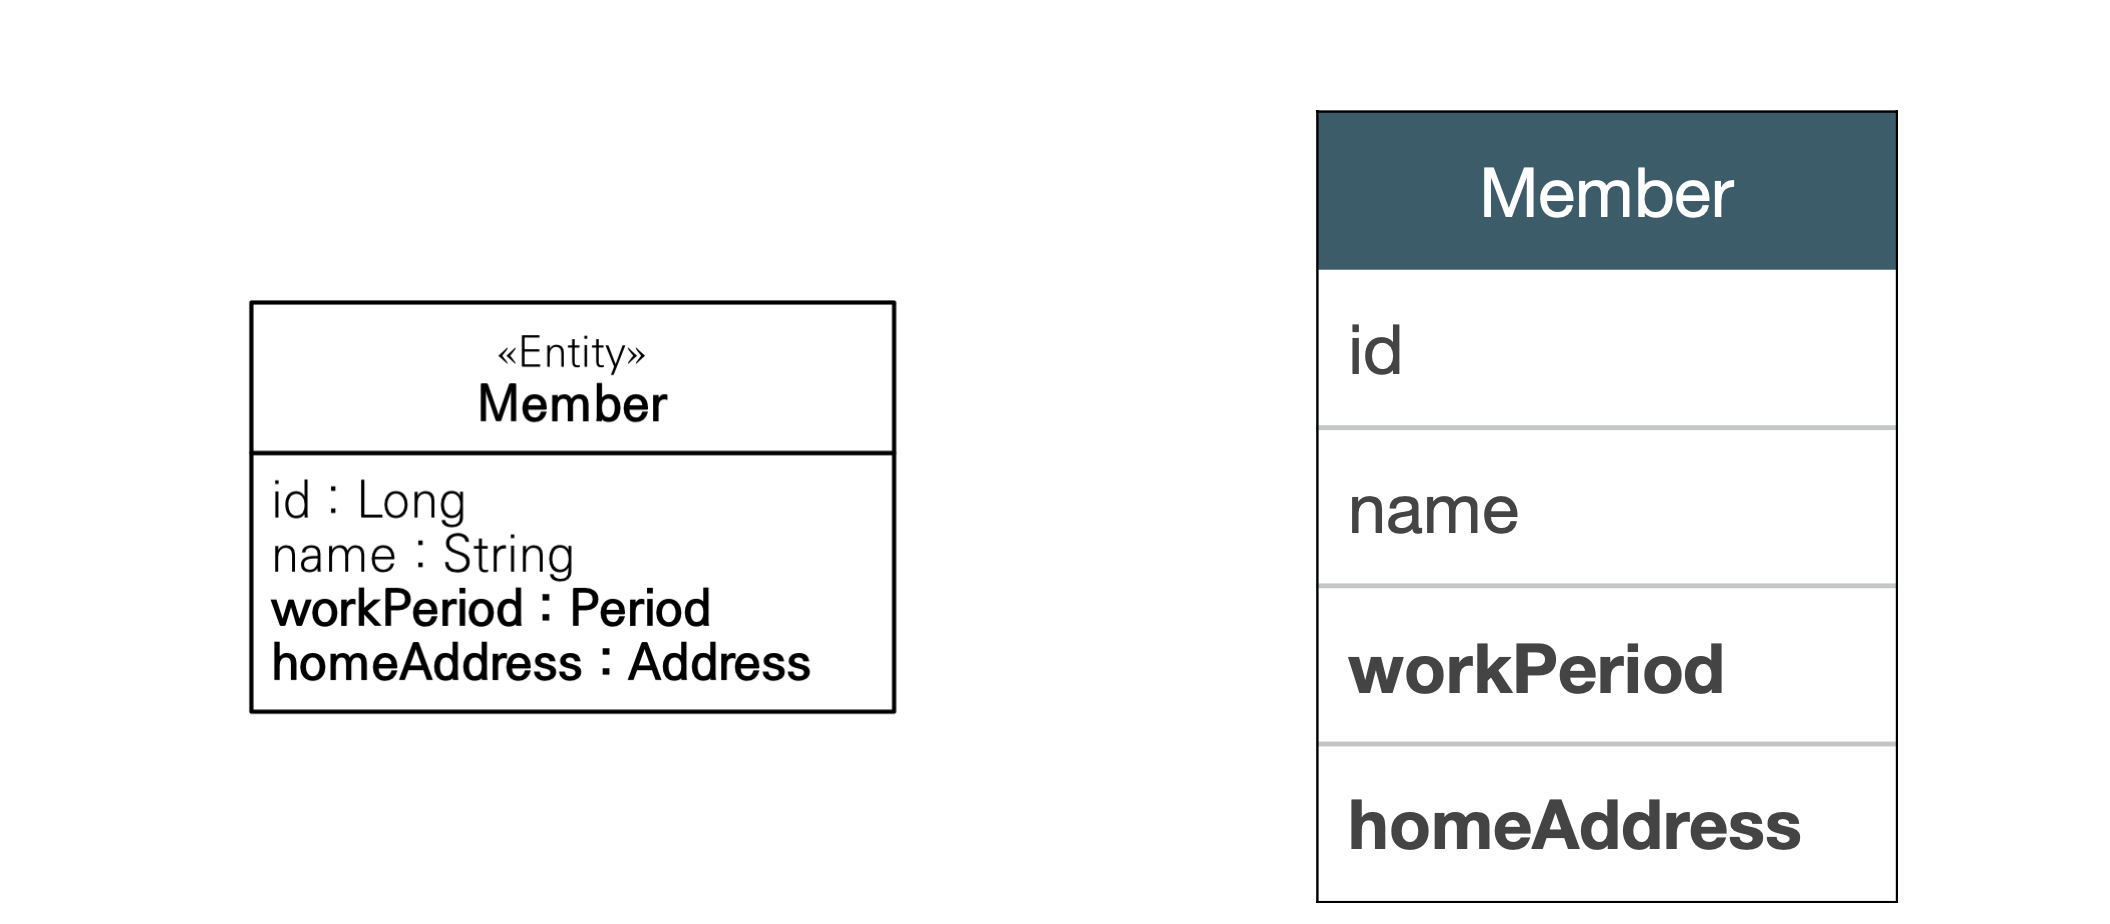 «Entity»
Member
id : Long
name : String
workPeriod : Period
homeAddress : Address
Member
id
name
workPeriod
homeAddress